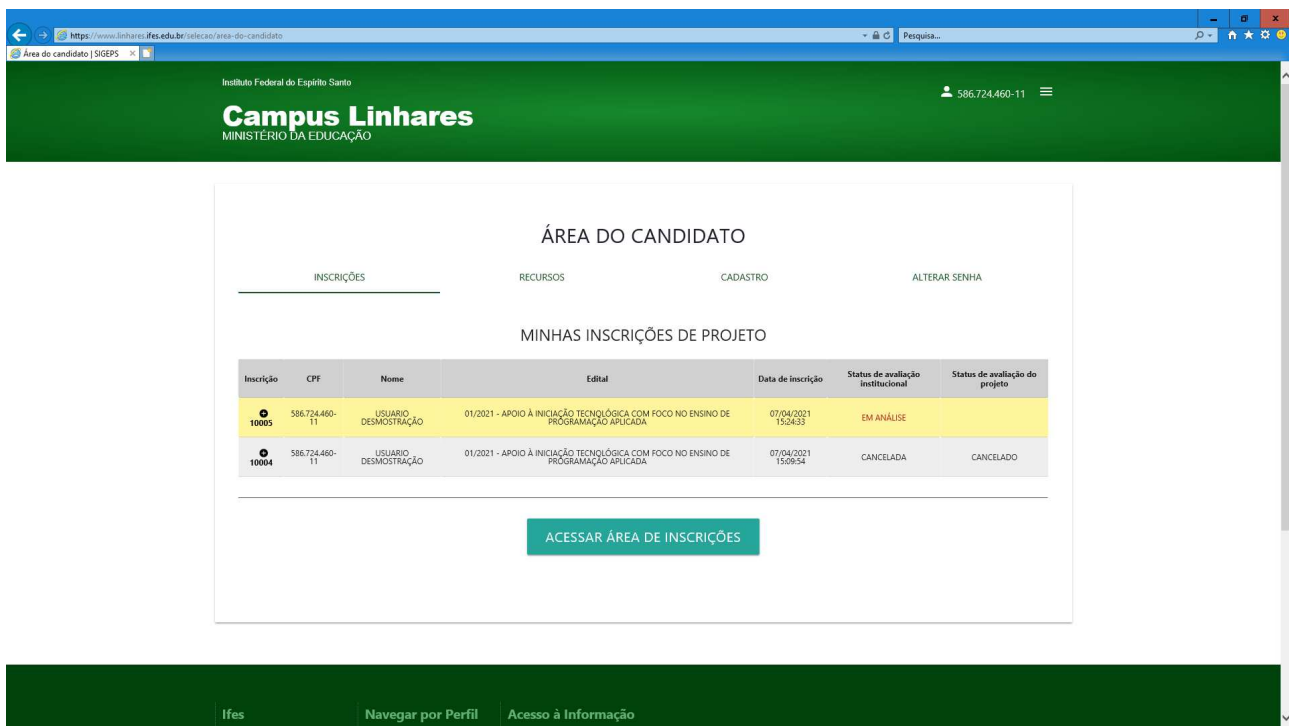 https://www.linhares.ifes.edu.br/selecao/area-do-candidato
Pesquisa...
Área do candidato | SIGEPS
Instituto Federal do Espírito Santo
Campus Linhares
MINISTÉRIO DA EDUCAÇÃO
586.724.460-11
ÁREA DO CANDIDATO
INSCRIÇÕES RECURSOS CADASTRO ALTERAR SENHA
MINHAS INSCRIÇÕES DE PROJETO
Inscrição CPF Nome Edital Data de inscrição Status de avaliação institucional Status de avaliação do projeto
10005 586.724.460-11 USUARIO DESMOSTRAÇÃO 01/2021 - APOIO À INICIAÇÃO TECNOLÓGICA COM FOCO NO ENSINO DE PROGRAMAÇÃO APLICADA 07/04/2021 15:24:33 EM ANÁLISE
10004 586.724.460-11 USUARIO DESMOSTRAÇÃO 01/2021 - APOIO À INICIAÇÃO TECNOLÓGICA COM FOCO NO ENSINO DE PROGRAMAÇÃO APLICADA 07/04/2021 15:09:54 CANCELADA CANCELADO
ACESSAR ÁREA DE INSCRIÇÕES
Ifes Navegar por Perfil Acesso à Informação